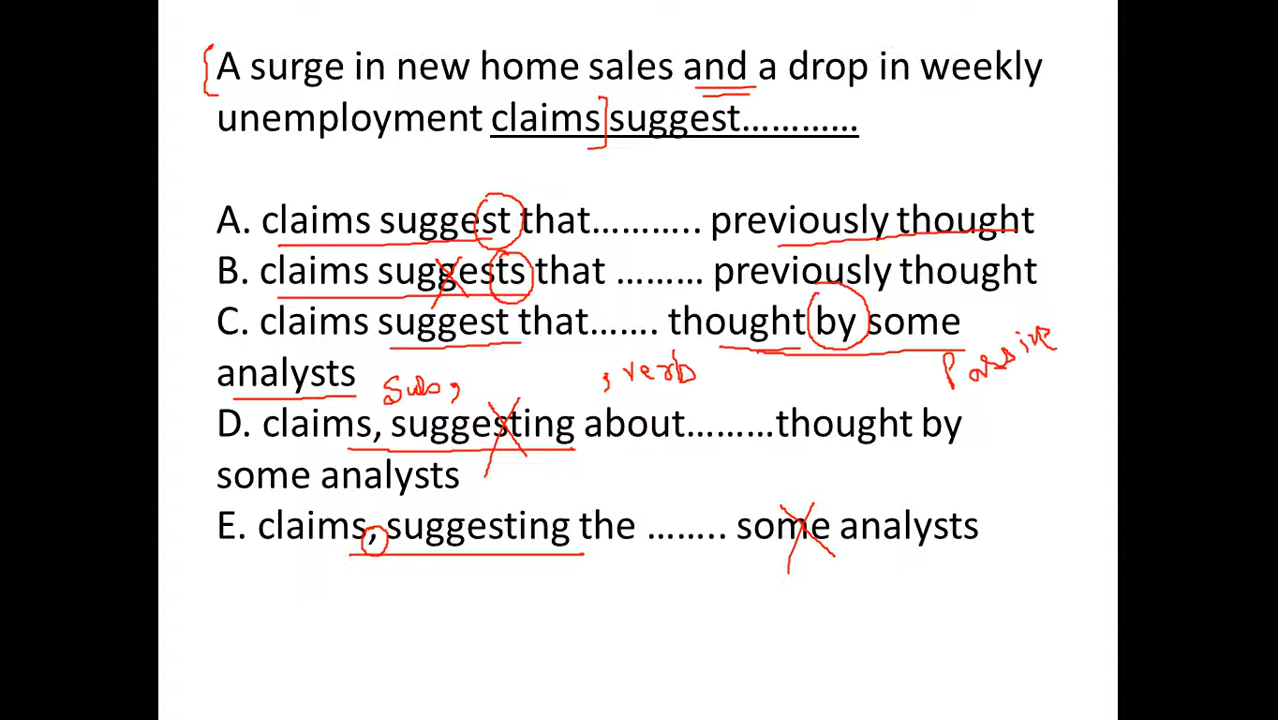 A surge in new home sales and a drop in weekly
unemployment claims suggest…………
A. claims suggest that……….. previously thought
B. claims suggests that ……… previously thought
C. claims suggest that……. thought by some
Passive
analysts
Sub, , verb
D. claims, suggesting about………thought by
some analysts
E. claims, suggesting the …….. some analysts